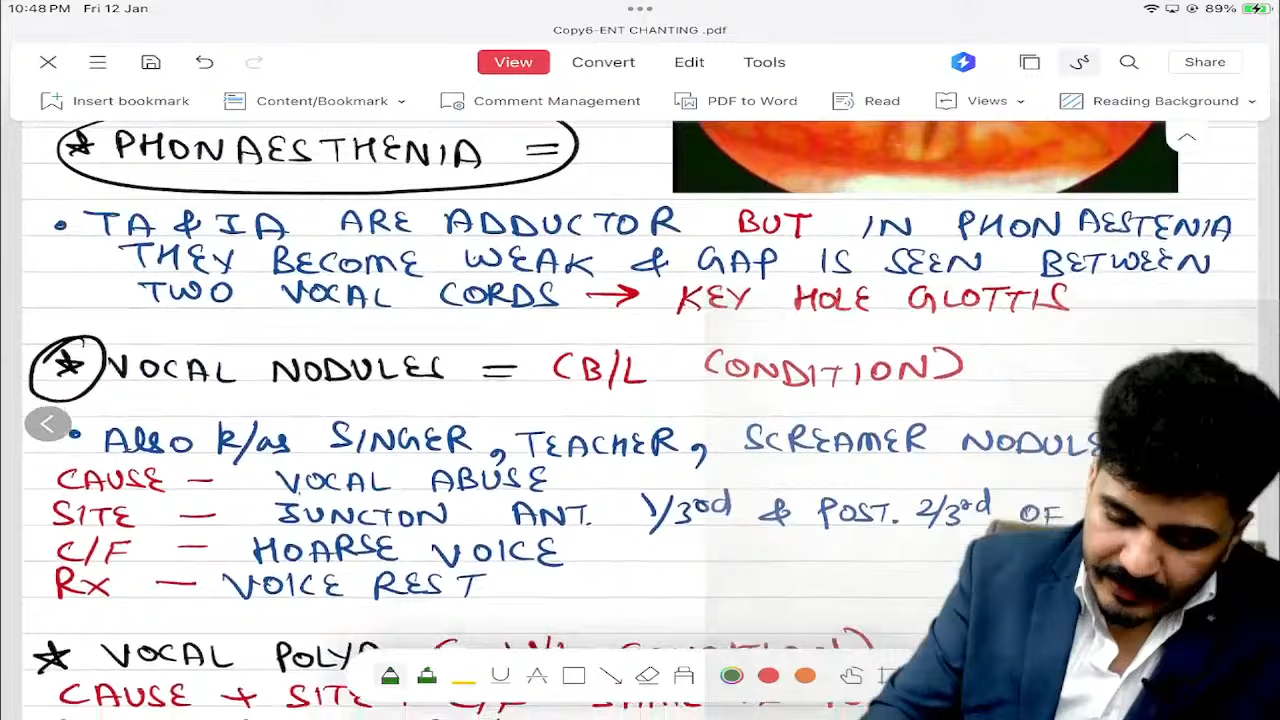 10:48 PM Fri 12 Jan
89%
Copy6-ENT CHANTING .pdf
View Convert Edit Tools Share
Insert bookmark Content/Bookmark Comment Management PDF to Word Read Views Reading Background
★ PHONAESTHENIA =
• TA & IA ARE ADDUCTOR BUT IN PHONAESTENIA
THEY BECOME WEAK & GAP IS SEEN BETWEEN
TWO VOCAL CORDS → KEY HOLE GLOTTIS
★ VOCAL NODULES = (B/L CONDITION)
• Also k/as SINGER, TEACHER, SCREAMER NODULE
CAUSE - VOCAL ABUSE
SITE - JUNCTON ANT. 1/3rd & POST. 2/3rd OF
C/F - HOARSE VOICE
Rx - VOICE REST
★ VOCAL
CAUSE + SITE